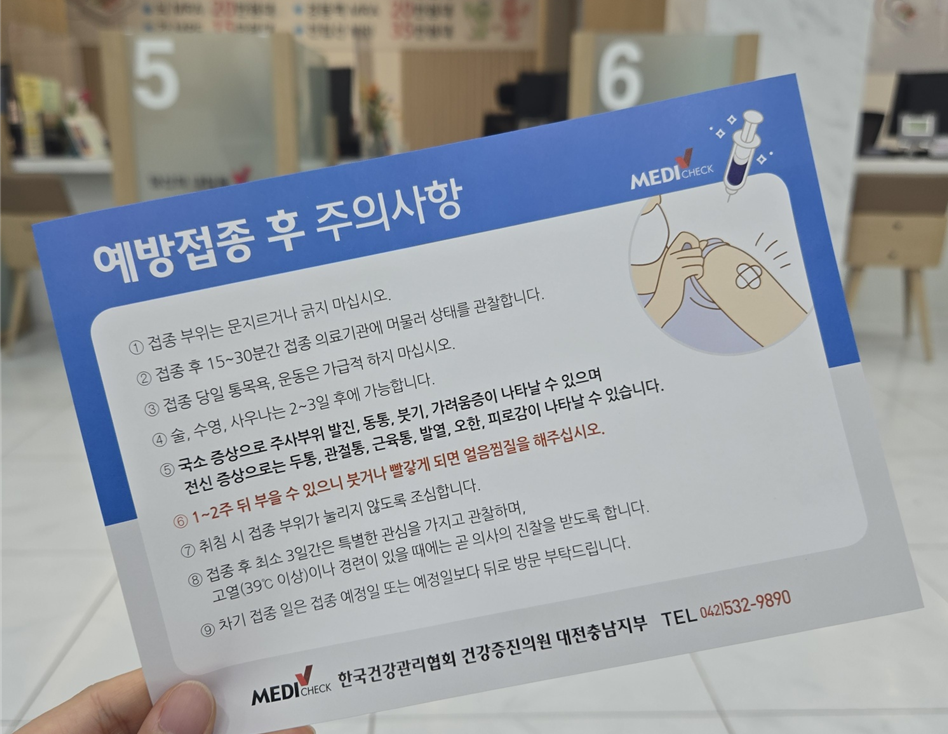 5
6
MEDI CHECK
예방접종 후 주의사항
① 접종 부위는 문지르거나 긁지 마십시오.
② 접종 후 15~30분간 접종 의료기관에 머물러 상태를 관찰합니다.
③ 접종 당일 통목욕, 운동은 가급적 하지 마십시오.
④ 술, 수영, 사우나는 2~3일 후에 가능합니다.
⑤ 국소 증상으로 주사부위 발진, 동통, 붓기, 가려움증이 나타날 수 있으며
전신 증상으로는 두통, 관절통, 근육통, 발열, 오한, 피로감이 나타날 수 있습니다.
⑥ 1~2주 뒤 부을 수 있으니 붓거나 빨갛게 되면 얼음찜질을 해주십시오.
⑦ 취침 시 접종 부위가 눌리지 않도록 조심합니다.
⑧ 접종 후 최소 3일간은 특별한 관심을 가지고 관찰하며,
고열(39℃ 이상)이나 경련이 있을 때에는 곧 의사의 진찰을 받도록 합니다.
⑨ 차기 접종 일은 접종 예정일 또는 예정일보다 뒤로 방문 부탁드립니다.
MEDI CHECK 한국건강관리협회 건강증진의원 대전충남지부 TEL 042)532-9890